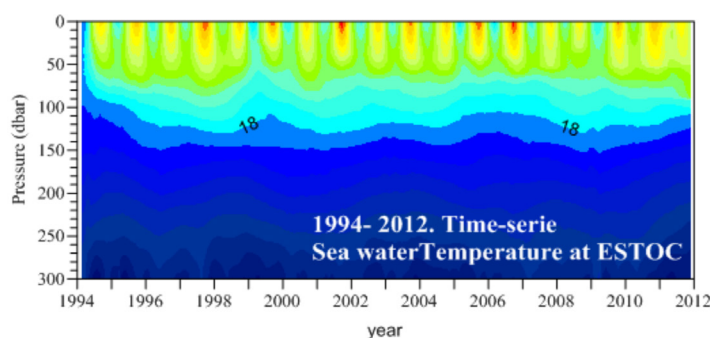 0
50
100
150
200
250
300
Pressure (dbar)
18
18
1994- 2012. Time-serie
Sea waterTemperature at ESTOC
1994 1996 1998 2000 2002 2004 2006 2008 2010 2012
year